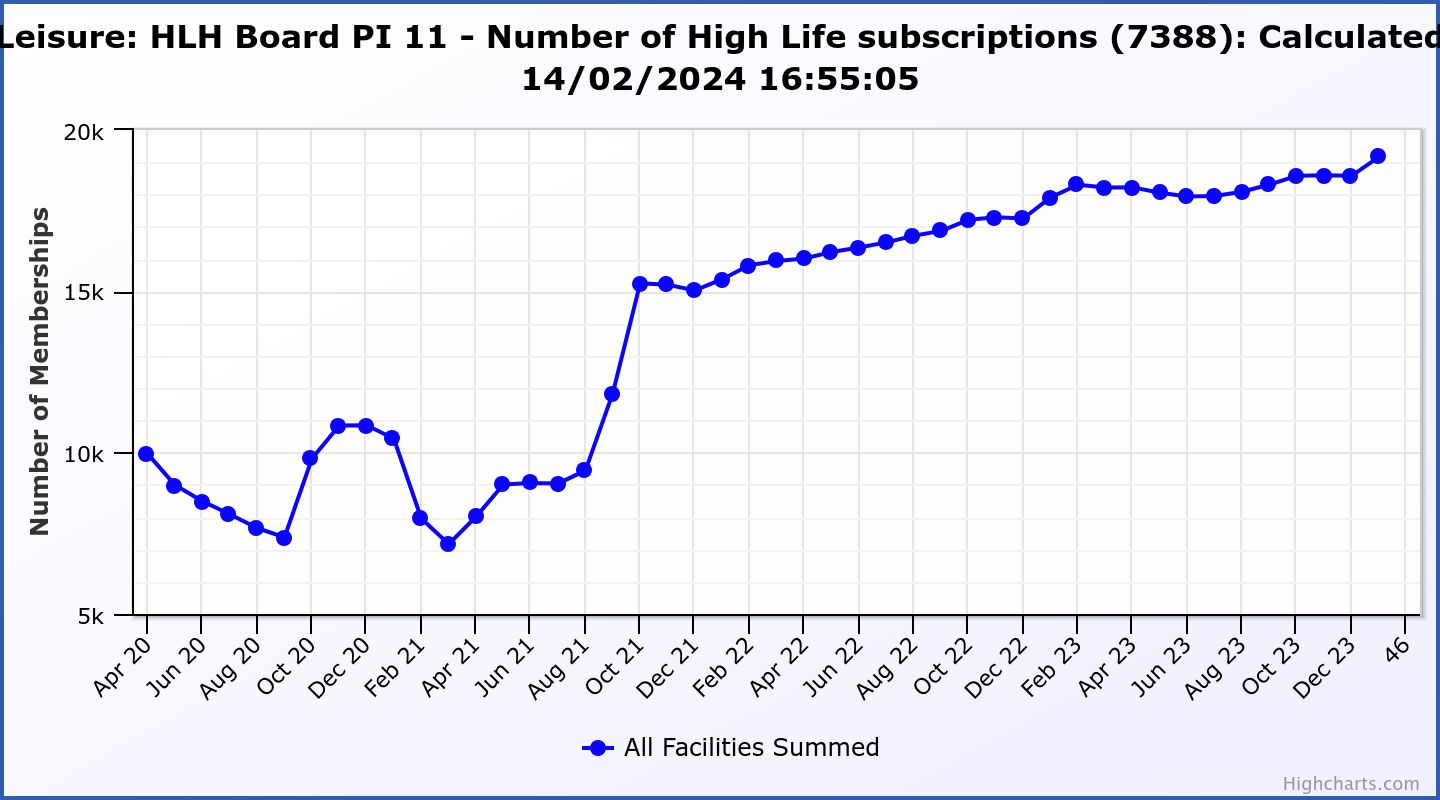 Leisure: HLH Board PI 11 - Number of High Life subscriptions (7388): Calculated
14/02/2024 16:55:05
Number of Memberships
20k
15k
10k
5k
Apr 20
Jun 20
Aug 20
Oct 20
Dec 20
Feb 21
Apr 21
Jun 21
Aug 21
Oct 21
Dec 21
Feb 22
Apr 22
Jun 22
Aug 22
Oct 22
Dec 22
Feb 23
Apr 23
Jun 23
Aug 23
Oct 23
Dec 23
46
All Facilities Summed
Highcharts.com